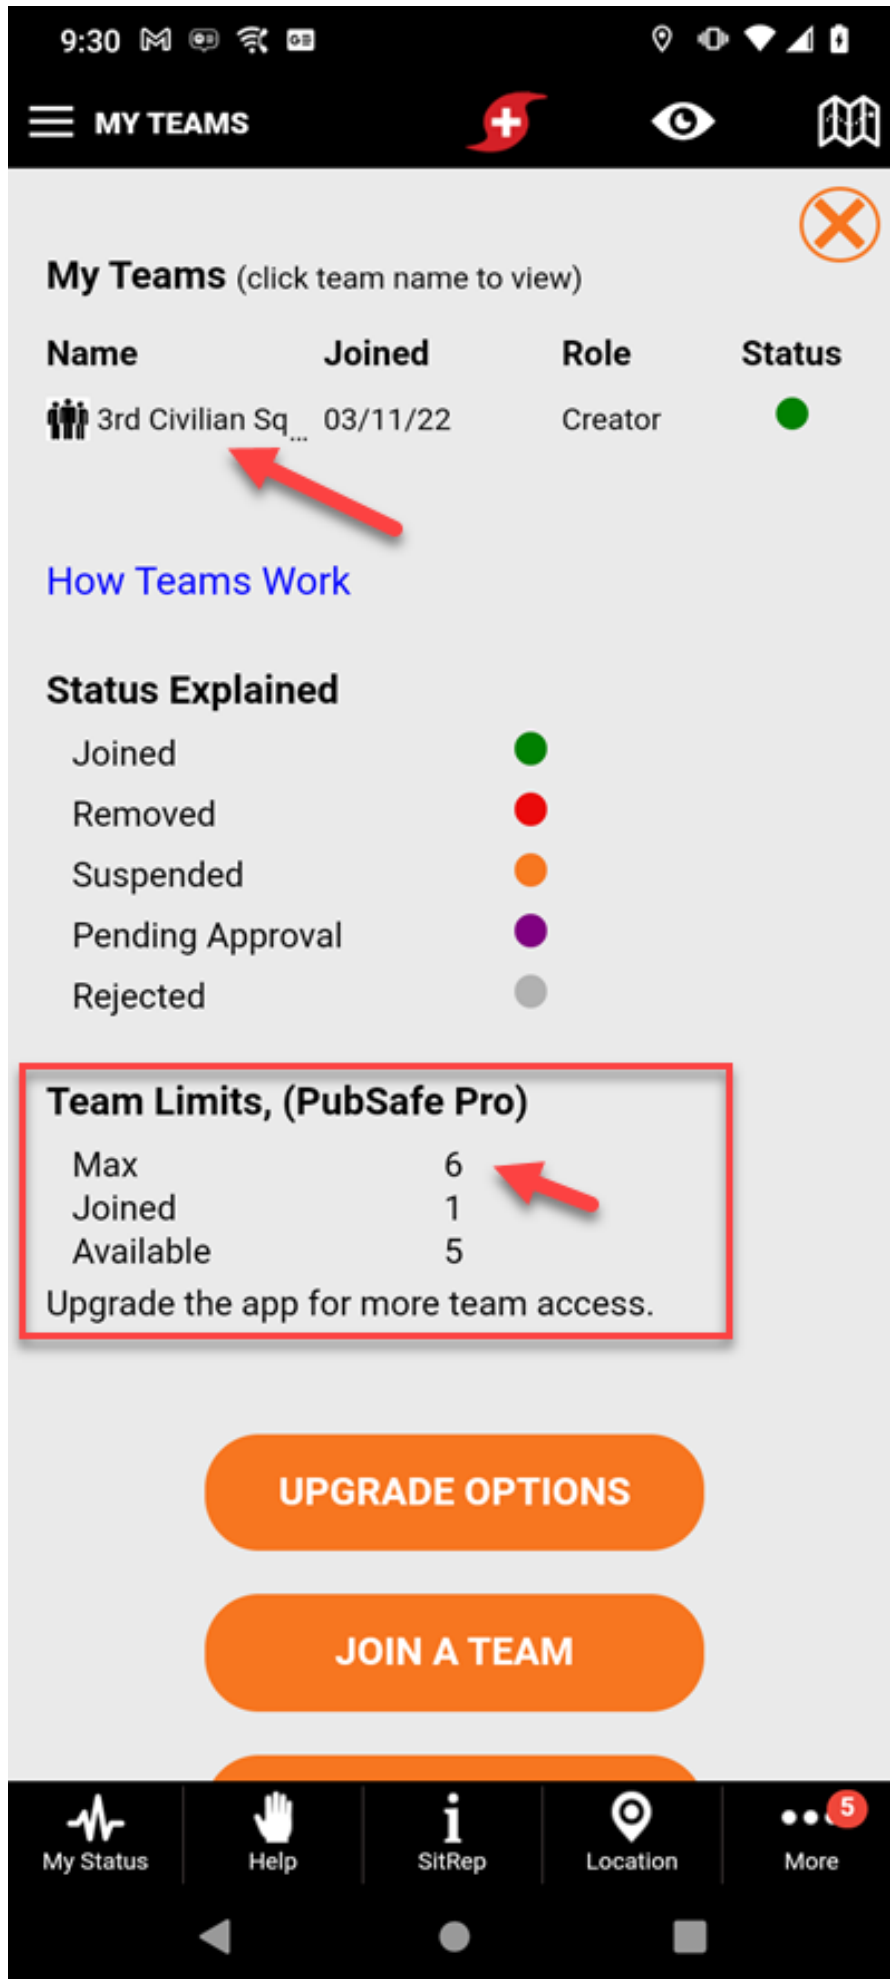 9:30
MY TEAMS
My Teams (click team name to view)
Name Joined Role Status
3rd Civilian Sq... 03/11/22 Creator
How Teams Work
Status Explained
Joined
Removed
Suspended
Pending Approval
Rejected
Team Limits, (PubSafe Pro)
Max 6
Joined 1
Available 5
Upgrade the app for more team access.
UPGRADE OPTIONS
JOIN A TEAM
5
My Status Help SitRep Location More